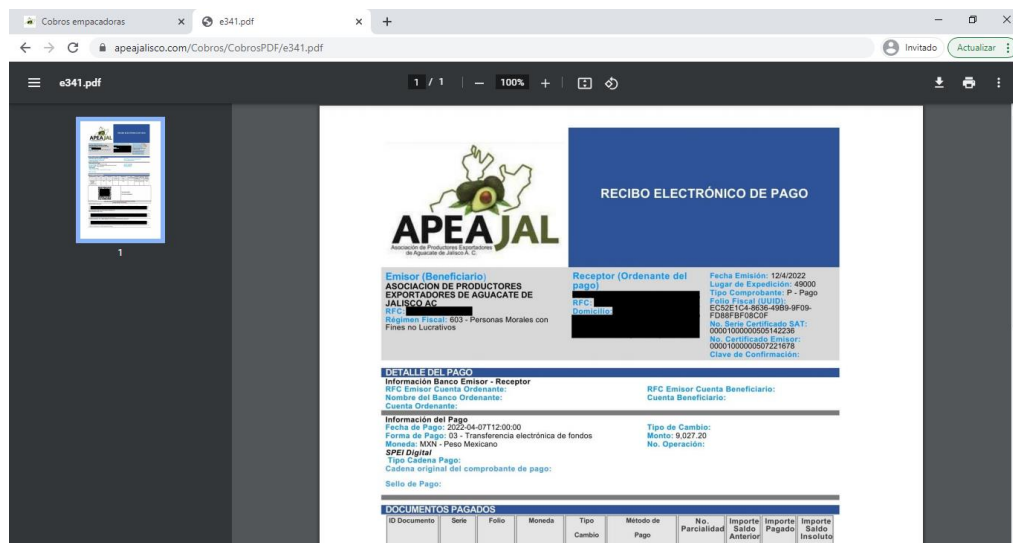 Cobros empacadoras
e341.pdf
apeajalisco.com/Cobros/CobrosPDF/e341.pdf
Invitado
Actualizar
e341.pdf
1 / 1
100%
1
APEAJAL
Asociación de Productores Exportadores
de Aguacate de Jalisco A. C.
RECIBO ELECTRÓNICO DE PAGO
Emisor (Beneficiario)
ASOCIACION DE PRODUCTORES
EXPORTADORES DE AGUACATE DE
JALISCO AC
RFC:
Régimen Fiscal: 603 - Personas Morales con
Fines no Lucrativos
Receptor (Ordenante del
pago)
RFC:
Domicilio:
Fecha Emisión: 12/4/2022
Lugar de Expedición: 49000
Tipo Comprobante: P - Pago
Folio Fiscal (UUID):
EC52E1C4-8636-49B9-9F09-
FD88FBF08C0F
No. Serie Certificado SAT:
00001000000505142236
No. Certificado Emisor:
00001000000507221678
Clave de Confirmación:
DETALLE DEL PAGO
Información Banco Emisor - Receptor
RFC Emisor Cuenta Ordenante:
Nombre del Banco Ordenante:
Cuenta Ordenante:
RFC Emisor Cuenta Beneficiario:
Cuenta Beneficiario:
Información del Pago
Fecha de Pago: 2022-04-07T12:00:00
Forma de Pago: 03 - Transferencia electrónica de fondos
Moneda: MXN - Peso Mexicano
SPEI Digital
Tipo Cadena Pago:
Cadena original del comprobante de pago:
Sello de Pago:
Tipo de Cambio:
Monto: 9,027.20
No. Operación:
DOCUMENTOS PAGADOS
ID Documento Serie Folio Moneda Tipo Cambio Método de Pago No. Parcialidad Importe Saldo Anterior Importe Pagado Importe Saldo Insoluto